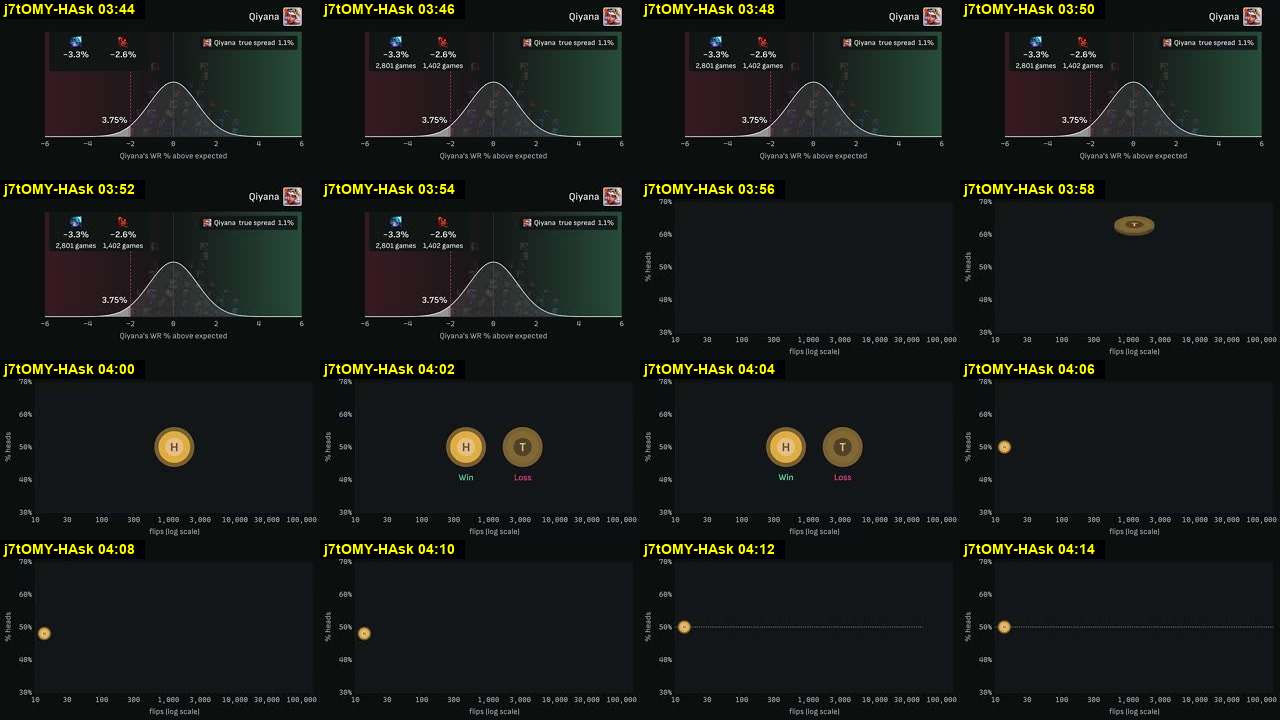 j7tOMY-HAsk 03:44
Qiyana
-3.3% -2.6%
Qiyana true spread 1.1%
3.75%
-6 -4 -2 0 2 4 6
Qiyana's WR % above expected
j7tOMY-HAsk 03:46
Qiyana
-3.3% -2.6%
2,801 games 1,402 games
Qiyana true spread 1.1%
3.75%
-6 -4 -2 0 2 4 6
Qiyana's WR % above expected
j7tOMY-HAsk 03:48
Qiyana
-3.3% -2.6%
2,801 games 1,402 games
Qiyana true spread 1.1%
3.75%
-6 -4 -2 0 2 4 6
Qiyana's WR % above expected
j7tOMY-HAsk 03:50
Qiyana
-3.3% -2.6%
2,801 games 1,402 games
Qiyana true spread 1.1%
3.75%
-6 -4 -2 0 2 4 6
Qiyana's WR % above expected
j7tOMY-HAsk 03:52
Qiyana
-3.3% -2.6%
2,801 games 1,402 games
Qiyana true spread 1.1%
3.75%
-6 -4 -2 0 2 4 6
Qiyana's WR % above expected
j7tOMY-HAsk 03:54
Qiyana
-3.3% -2.6%
2,801 games 1,402 games
Qiyana true spread 1.1%
3.75%
-6 -4 -2 0 2 4 6
Qiyana's WR % above expected
j7tOMY-HAsk 03:56
70%
60%
50%
40%
30%
% heads
10 30 100 300 1,000 3,000 10,000 30,000 100,000
flips (log scale)
j7tOMY-HAsk 03:58
70%
60%
50%
40%
30%
% heads
T
10 30 100 300 1,000 3,000 10,000 30,000 100,000
flips (log scale)
j7tOMY-HAsk 04:00
70%
60%
50%
40%
30%
% heads
H
10 30 100 300 1,000 3,000 10,000 30,000 100,000
flips (log scale)
j7tOMY-HAsk 04:02
70%
60%
50%
40%
30%
% heads
H T
Win Loss
10 30 100 300 1,000 3,000 10,000 30,000 100,000
flips (log scale)
j7tOMY-HAsk 04:04
70%
60%
50%
40%
30%
% heads
H T
Win Loss
10 30 100 300 1,000 3,000 10,000 30,000 100,000
flips (log scale)
j7tOMY-HAsk 04:06
70%
60%
50%
40%
30%
% heads
10 30 100 300 1,000 3,000 10,000 30,000 100,000
flips (log scale)
j7tOMY-HAsk 04:08
70%
60%
50%
40%
30%
% heads
10 30 100 300 1,000 3,000 10,000 30,000 100,000
flips (log scale)
j7tOMY-HAsk 04:10
70%
60%
50%
40%
30%
% heads
10 30 100 300 1,000 3,000 10,000 30,000 100,000
flips (log scale)
j7tOMY-HAsk 04:12
70%
60%
50%
40%
30%
% heads
10 30 100 300 1,000 3,000 10,000 30,000 100,000
flips (log scale)
j7tOMY-HAsk 04:14
70%
60%
50%
40%
30%
% heads
10 30 100 300 1,000 3,000 10,000 30,000 100,000
flips (log scale)